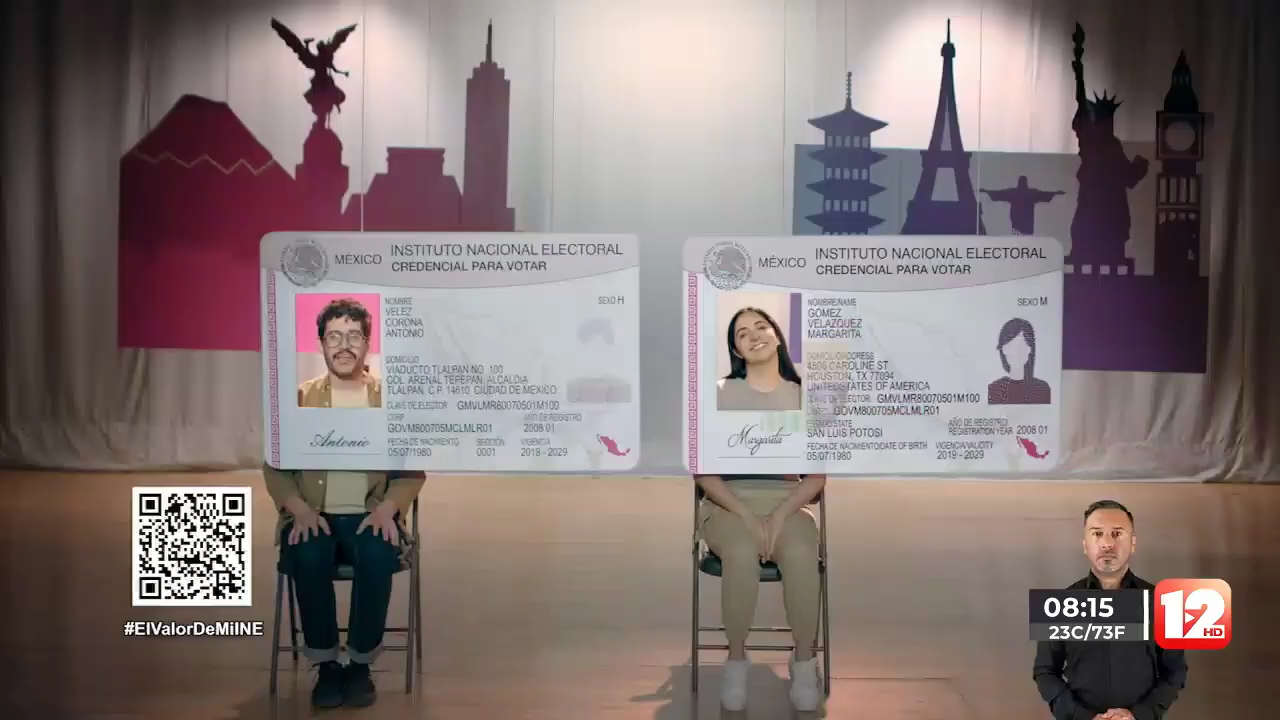 MÉXICO
INSTITUTO NACIONAL ELECTORAL
CREDENCIAL PARA VOTAR
NOMBRE
VELEZ
CORONA
ANTONIO
SEXO H
DOMICILIO
VIADUCTO TLALPAN NO. 100
COL. ARENAL TEPEPAN, ALCALDIA
TLALPAN, C.P. 14610, CIUDAD DE MEXICO
CLAVE DE ELECTOR GMVLMR80070501M100
CURP
GOVM800705MCLMLR01
AÑO DE REGISTRO
2008 01
FECHA DE NACIMIENTO
05/07/1980
SECCIÓN
0001
VIGENCIA
2019 - 2029
Antonio
MÉXICO
INSTITUTO NACIONAL ELECTORAL
CREDENCIAL PARA VOTAR
NOMBRE/NAME
GOMEZ
VELAZQUEZ
MARGARITA
SEXO M
4506 CAROLINE ST
HOUSTON, TX 77094
UNITED STATES OF AMERICA
CLAVE DE ELECTOR GMVLMR80070501M100
GOVM800705MCLMLR01
SAN LUIS POTOSI
AÑO DE REGISTRO/
REGISTRATION YEAR 2008 01
FECHA DE NACIMIENTO/DATE OF BIRTH
05/07/1980
VIGENCIA/VALIDITY
2019 - 2029
Margarita
#ElValorDeMiINE
08:15
23C/73F
12
HD